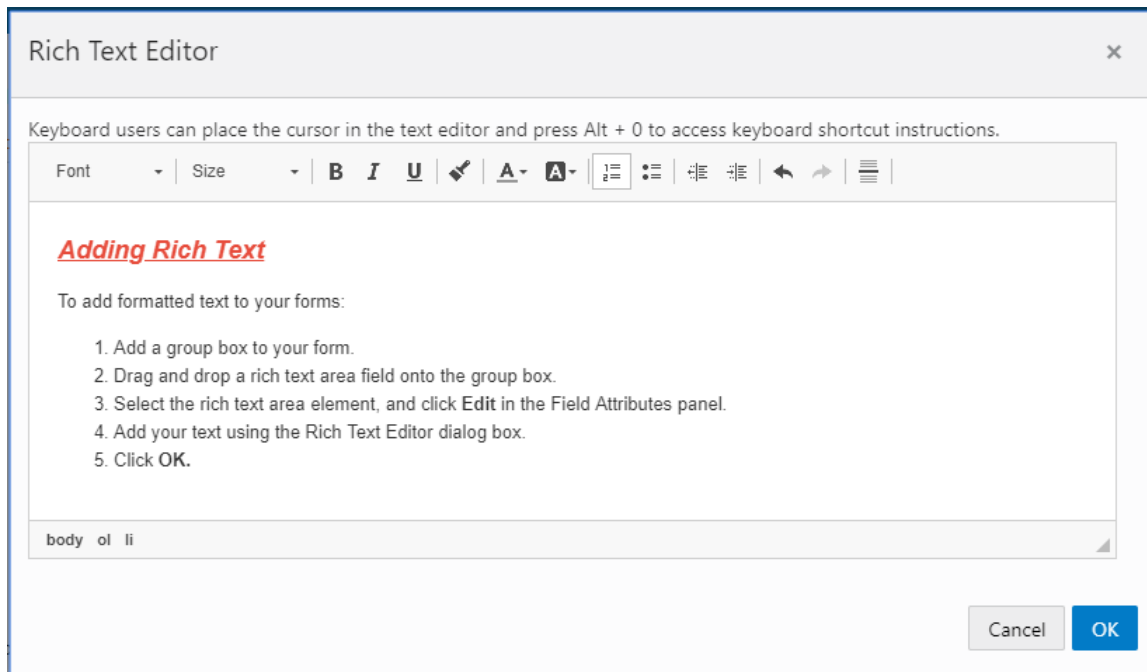 Rich Text Editor
Keyboard users can place the cursor in the text editor and press Alt + 0 to access keyboard shortcut instructions.
Font Size B I U A A
Adding Rich Text
To add formatted text to your forms:
1. Add a group box to your form.
2. Drag and drop a rich text area field onto the group box.
3. Select the rich text area element, and click Edit in the Field Attributes panel.
4. Add your text using the Rich Text Editor dialog box.
5. Click OK.
body ol li
Cancel OK